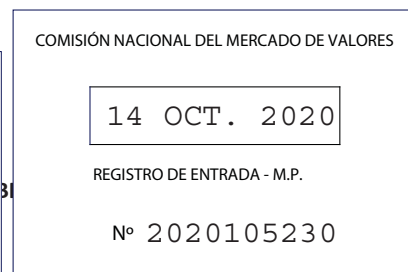 COMISIÓN NACIONAL DEL MERCADO DE VALORES
14 OCT. 2020
REGISTRO DE ENTRADA - M.P.
Nº 2020105230